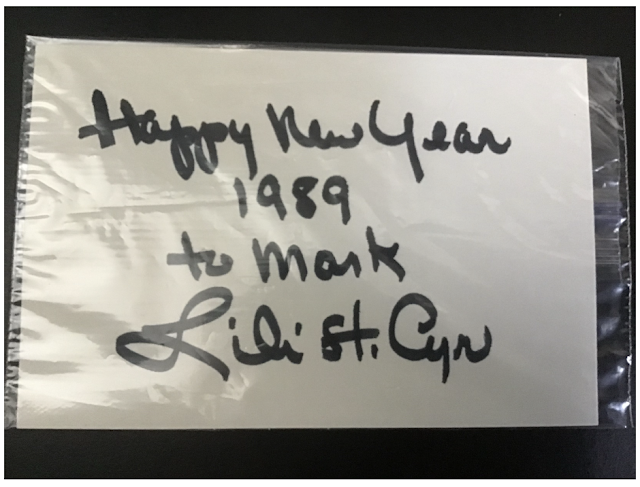 Happy New Year
1989
to Mark
Lili St. Cyr